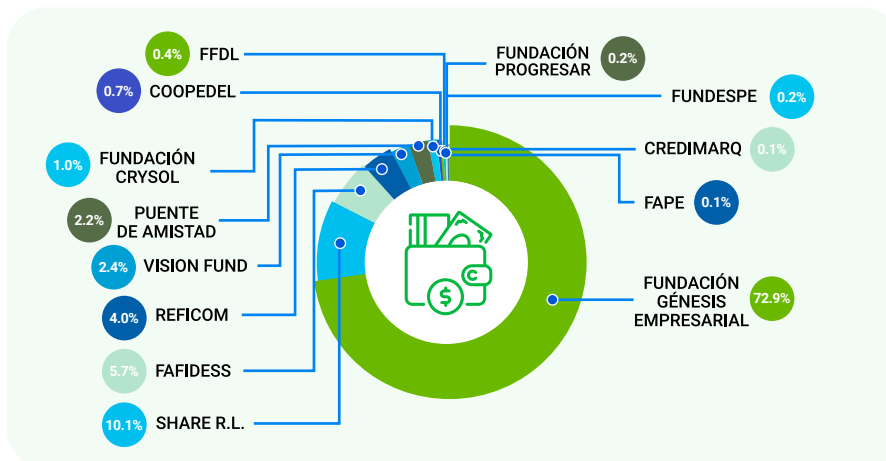 0.4% FFDL
0.7% COOPEDEL
1.0% FUNDACIÓN
CRYSOL
2.2% PUENTE
DE AMISTAD
2.4% VISION FUND
4.0% REFICOM
5.7% FAFIDESS
10.1% SHARE R.L.
FUNDACIÓN
PROGRESAR 0.2%
FUNDESPE 0.2%
CREDIMARQ 0.1%
FAPE 0.1%
FUNDACIÓN
GÉNESIS 72.9%
EMPRESARIAL
$